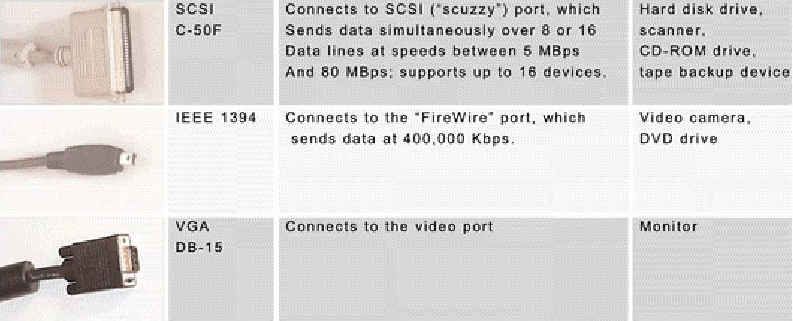 SCSI
C-50F
Connects to SCSI ("scuzzy") port, which
Sends data simultaneously over 8 or 16
Data lines at speeds between 5 MBps
And 80 MBps; supports up to 16 devices.
Hard disk drive,
scanner,
CD-ROM drive,
tape backup device
IEEE 1394
Connects to the "FireWire" port, which
sends data at 400,000 Kbps.
Video camera,
DVD drive
VGA
DB-15
Connects to the video port
Monitor